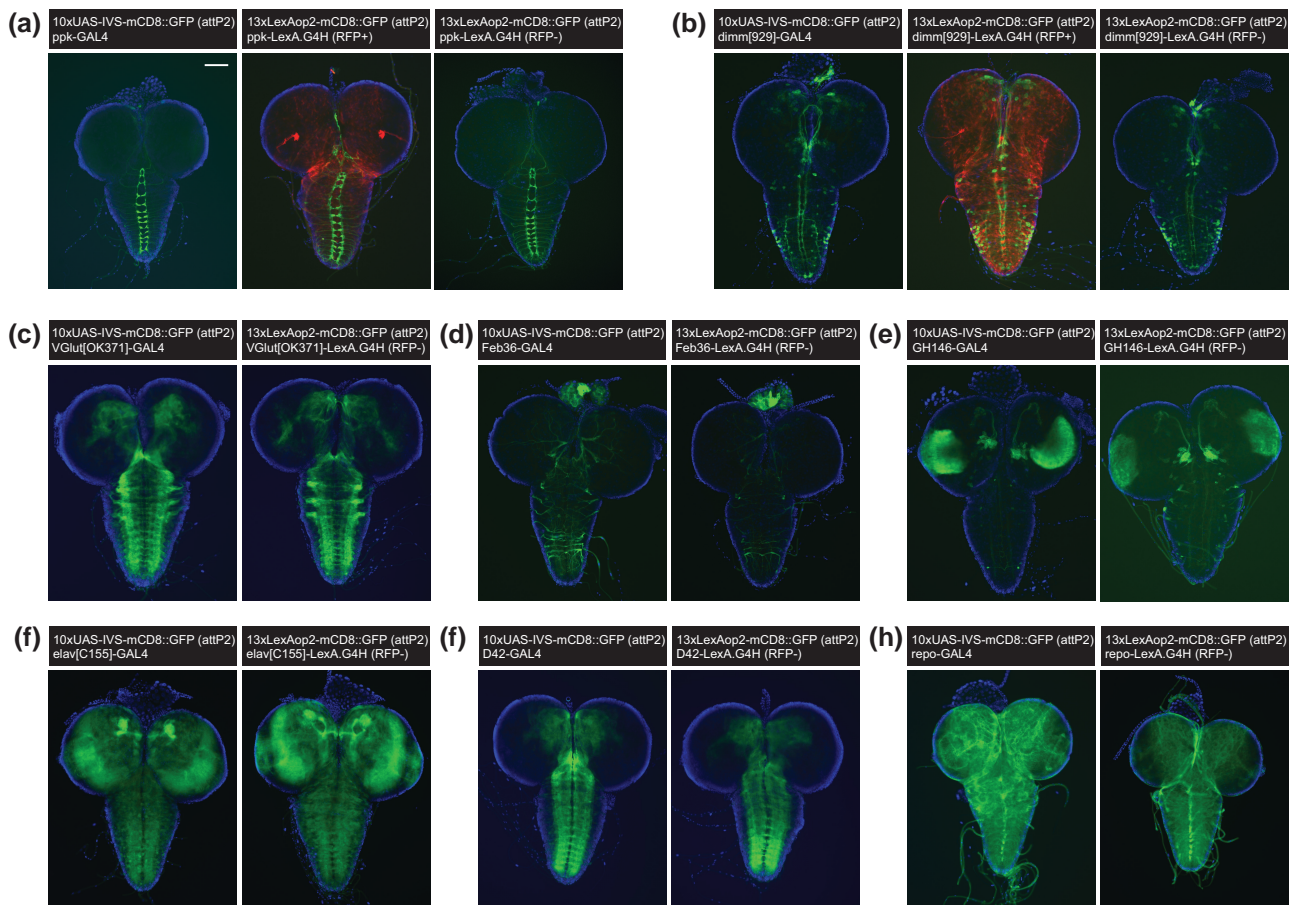 (a)
10xUAS-IVS-mCD8::GFP (attP2)
ppk-GAL4
13xLexAop2-mCD8::GFP (attP2)
ppk-LexA.G4H (RFP+)
13xLexAop2-mCD8::GFP (attP2)
ppk-LexA.G4H (RFP-)
(b)
10xUAS-IVS-mCD8::GFP (attP2)
dimm[929]-GAL4
13xLexAop2-mCD8::GFP (attP2)
dimm[929]-LexA.G4H (RFP+)
13xLexAop2-mCD8::GFP (attP2)
dimm[929]-LexA.G4H (RFP-)
(c)
10xUAS-IVS-mCD8::GFP (attP2)
VGlut[OK371]-GAL4
13xLexAop2-mCD8::GFP (attP2)
VGlut[OK371]-LexA.G4H (RFP-)
(d)
10xUAS-IVS-mCD8::GFP (attP2)
Feb36-GAL4
13xLexAop2-mCD8::GFP (attP2)
Feb36-LexA.G4H (RFP-)
(e)
10xUAS-IVS-mCD8::GFP (attP2)
GH146-GAL4
13xLexAop2-mCD8::GFP (attP2)
GH146-LexA.G4H (RFP-)
(f)
10xUAS-IVS-mCD8::GFP (attP2)
elav[C155]-GAL4
13xLexAop2-mCD8::GFP (attP2)
elav[C155]-LexA.G4H (RFP-)
(f)
10xUAS-IVS-mCD8::GFP (attP2)
D42-GAL4
13xLexAop2-mCD8::GFP (attP2)
D42-LexA.G4H (RFP-)
(h)
10xUAS-IVS-mCD8::GFP (attP2)
repo-GAL4
13xLexAop2-mCD8::GFP (attP2)
repo-LexA.G4H (RFP-)